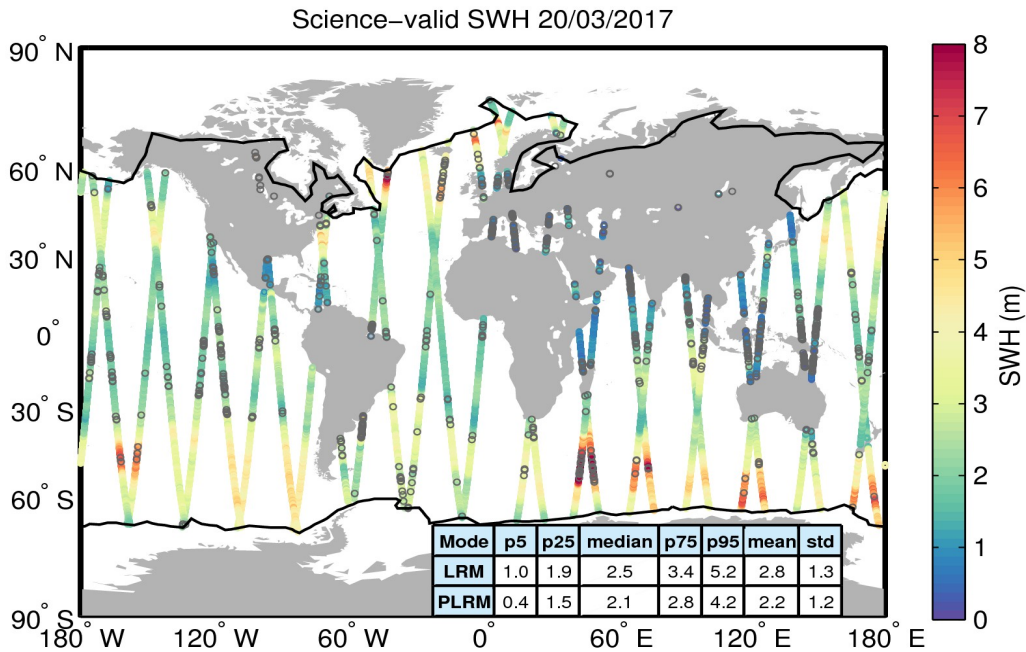 Science−valid SWH 20/03/2017
90° N
60° N
30° N
0°
30° S
60° S
90° S
180° W
120° W
60° W
0°
60° E
120° E
180° E
Mode p5 p25 median p75 p95 mean std
LRM 1.0 1.9 2.5 3.4 5.2 2.8 1.3
PLRM 0.4 1.5 2.1 2.8 4.2 2.2 1.2
8
7
6
5
4
3
2
1
0
SWH (m)